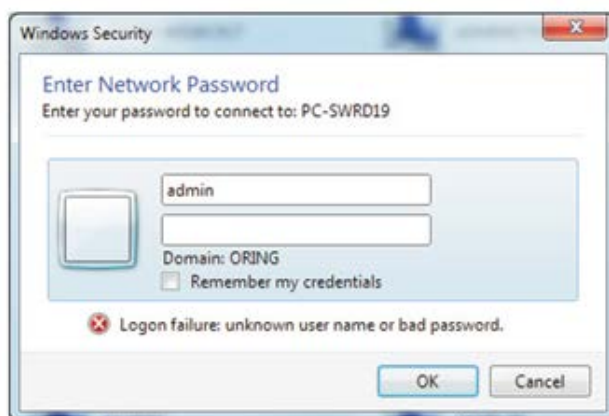 Windows Security
Enter Network Password
Enter your password to connect to: PC-SWRD19
admin
Domain: ORING
Remember my credentials
Logon failure: unknown user name or bad password.
OK
Cancel